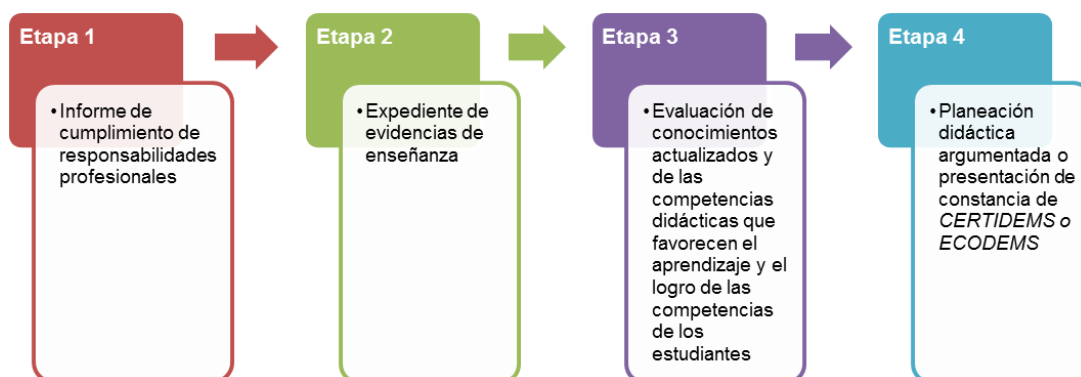 Etapa 1
• Informe de
cumplimiento de
responsabilidades
profesionales
Etapa 2
• Expediente de
evidencias de
enseñanza
Etapa 3
• Evaluación de
conocimientos
actualizados y
de las
competencias
didácticas que
favorecen el
aprendizaje y el
logro de las
competencias
de los
estudiantes
Etapa 4
• Planeación
didáctica
argumentada o
presentación de
constancia de
CERTIDEMS o
ECODEMS